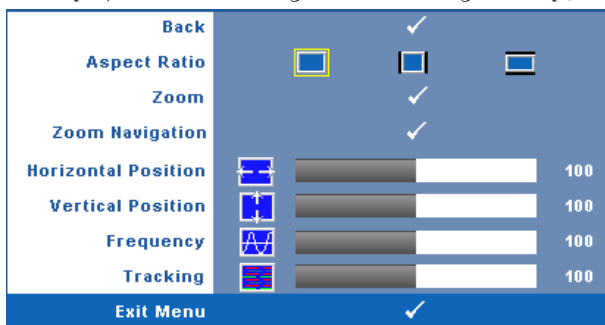 Back
Aspect Ratio
Zoom
Zoom Navigation
Horizontal Position 100
Vertical Position 100
Frequency 100
Tracking 100
Exit Menu